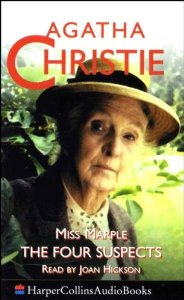 AGATHA
CHRISTIE
MISS MARPLE
THE FOUR SUSPECTS
READ BY JOAN HICKSON
HarperCollinsAudioBooks